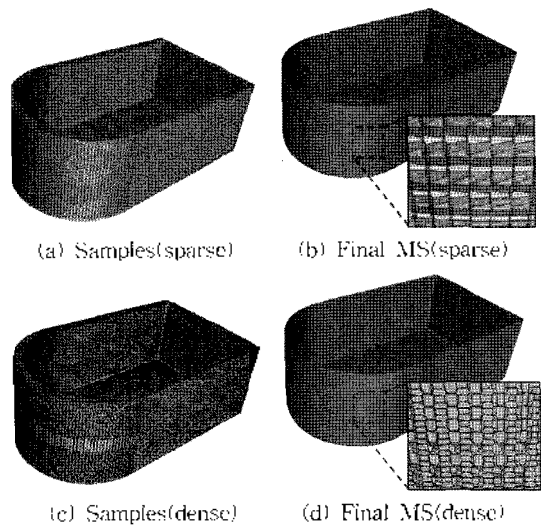 (a) Samples(sparse)
(b) Final MS(sparse)
(c) Samples(dense)
(d) Final MS(dense)